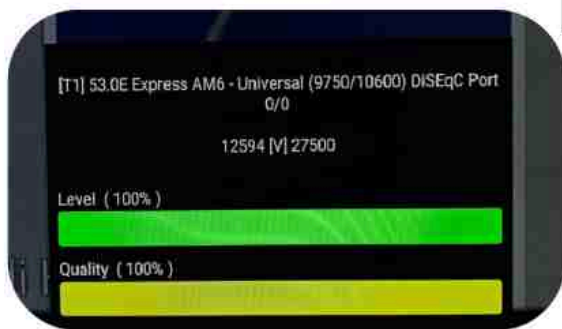 [T1] 53.0E Express AM6 - Universal (9750/10600) DiSEqC Port
0/0
12594 [V] 27500
Level ( 100% )
Quality ( 100% )